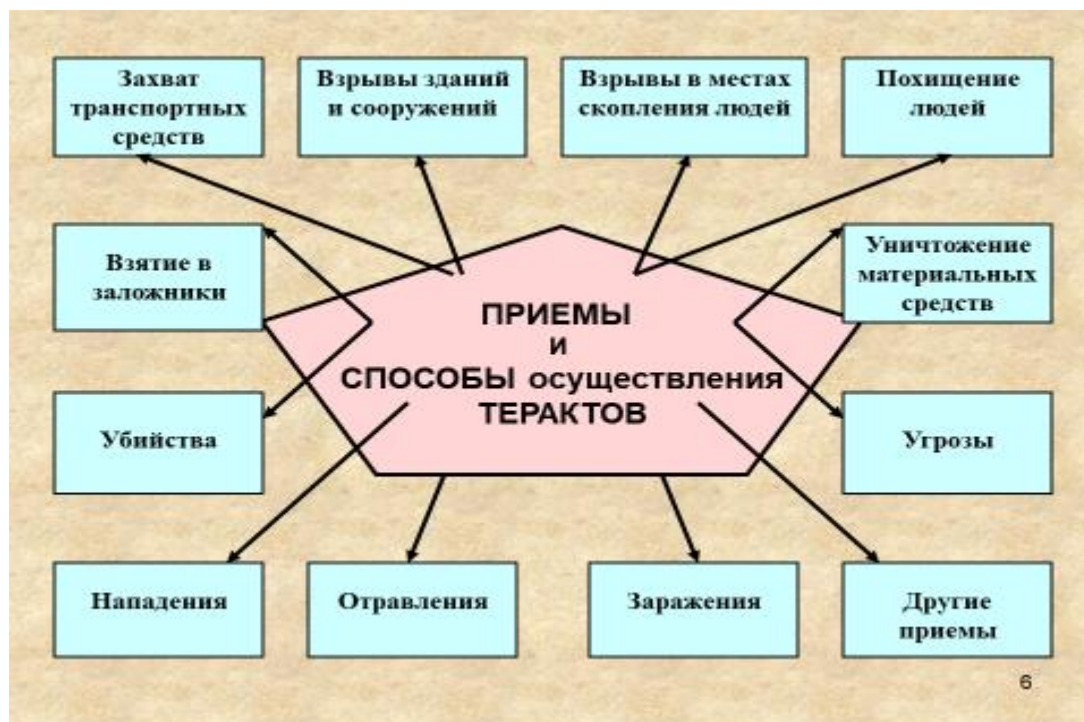 Захват
транспортных
средств
Взрывы зданий
и сооружений
Взрывы в местах
скопления людей
Похищение
людей
Взятие в
заложники
Уничтожение
материальных
средств
ПРИЕМЫ
и
СПОСОБЫ осуществления
ТЕРАКТОВ
Убийства
Угрозы
Нападения
Отравления
Заражения
Другие
приемы
6